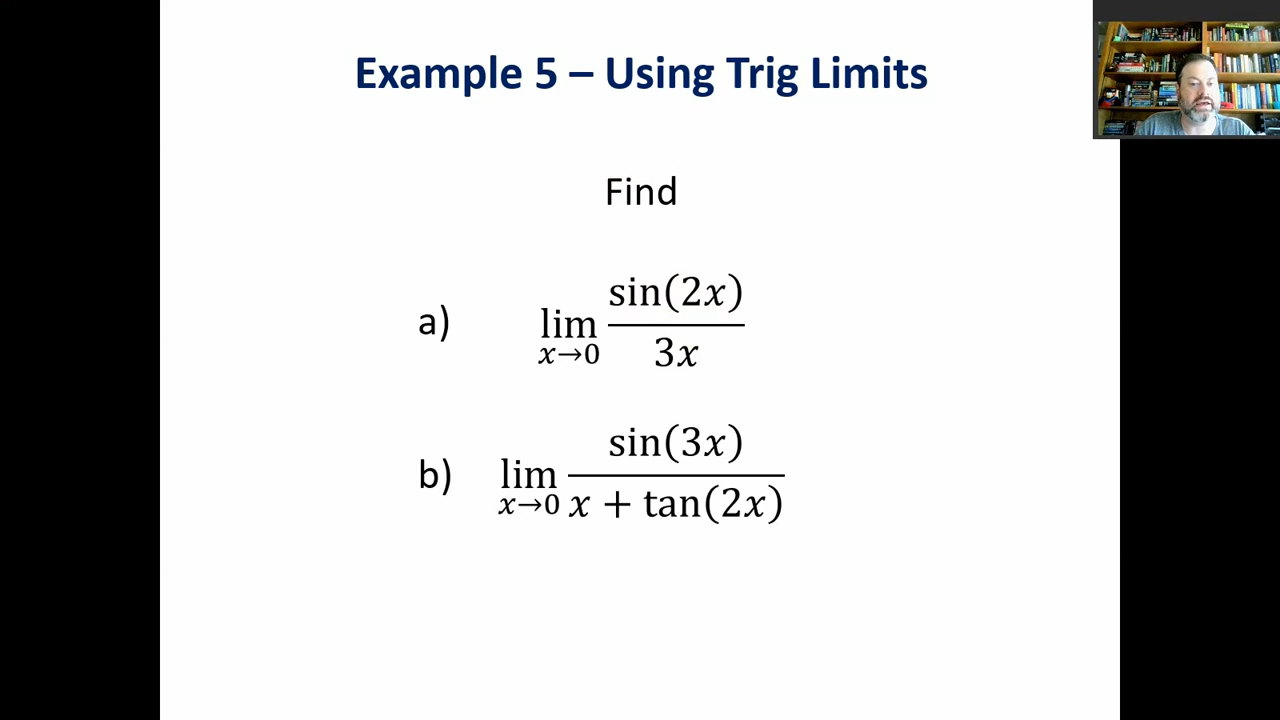 Example 5 – Using Trig Limits
Find
a) lim x→0 sin(2x) / 3x
b) lim x→0 sin(3x) / x + tan(2x)